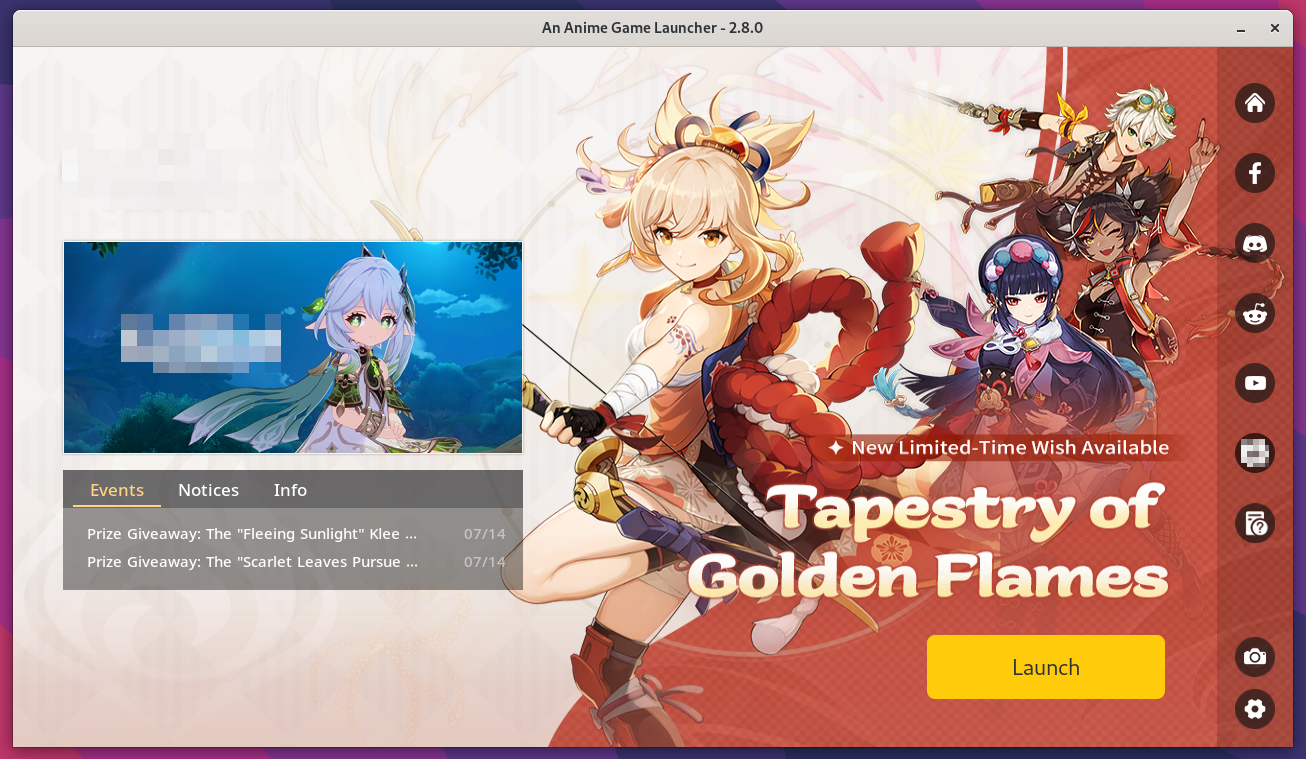 An Anime Game Launcher - 2.8.0
Events Notices Info
Prize Giveaway: The "Fleeing Sunlight" Klee ... 07/14
Prize Giveaway: The "Scarlet Leaves Pursue ... 07/14
✦ New Limited-Time Wish Available
Tapestry of
Golden Flames
Launch